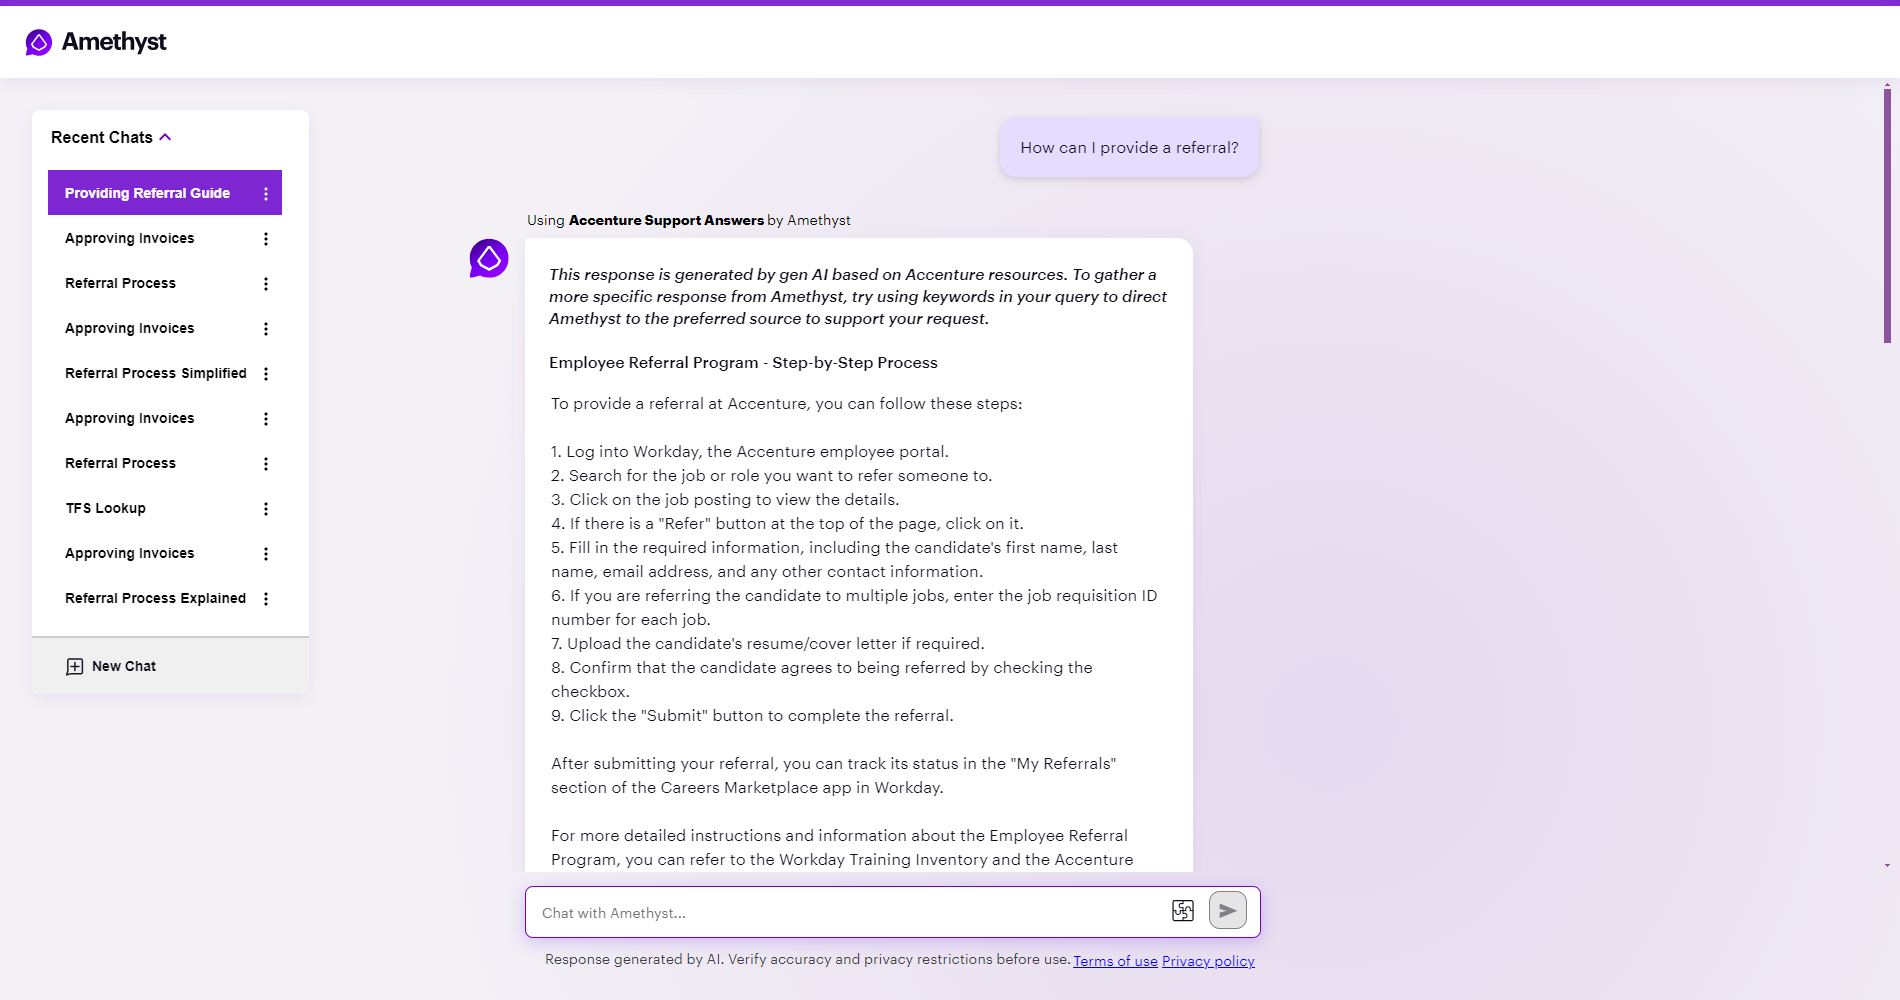 Amethyst
Recent Chats
Providing Referral Guide
Approving Invoices
Referral Process
Approving Invoices
Referral Process Simplified
Approving Invoices
Referral Process
TFS Lookup
Approving Invoices
Referral Process Explained
New Chat
How can I provide a referral?
Using Accenture Support Answers by Amethyst
This response is generated by gen AI based on Accenture resources. To gather a
more specific response from Amethyst, try using keywords in your query to direct
Amethyst to the preferred source to support your request.
Employee Referral Program - Step-by-Step Process
To provide a referral at Accenture, you can follow these steps:
1. Log into Workday, the Accenture employee portal.
2. Search for the job or role you want to refer someone to.
3. Click on the job posting to view the details.
4. If there is a "Refer" button at the top of the page, click on it.
5. Fill in the required information, including the candidate's first name, last
name, email address, and any other contact information.
6. If you are referring the candidate to multiple jobs, enter the job requisition ID
number for each job.
7. Upload the candidate's resume/cover letter if required.
8. Confirm that the candidate agrees to being referred by checking the
checkbox.
9. Click the "Submit" button to complete the referral.
After submitting your referral, you can track its status in the "My Referrals"
section of the Careers Marketplace app in Workday.
For more detailed instructions and information about the Employee Referral
Program, you can refer to the Workday Training Inventory and the Accenture
Chat with Amethyst...
Response generated by AI. Verify accuracy and privacy restrictions before use. Terms of use Privacy policy